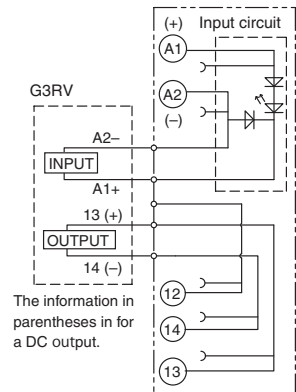 (+)
Input circuit
A1
A2
(–)
G3RV
A2–
INPUT
A1+
13 (+)
OUTPUT
14 (–)
The information in
parentheses in for
a DC output.
12
14
13